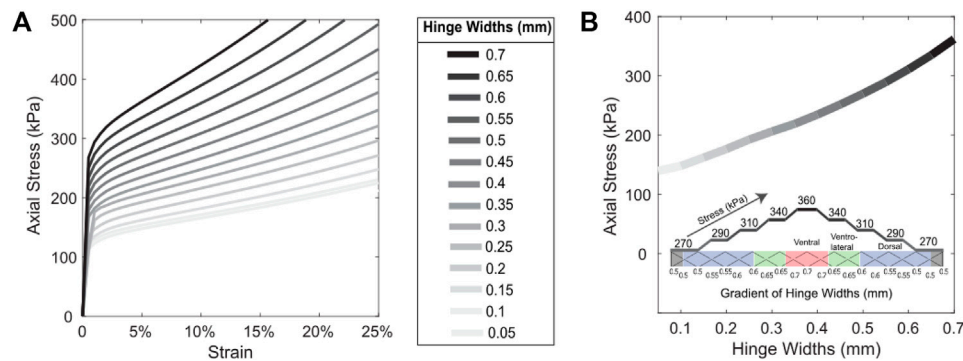 A
Axial Stress (kPa)
500
400
300
200
100
0
0 5% 10% 15% 20% 25%
Strain
Hinge Widths (mm)
0.7
0.65
0.6
0.55
0.5
0.45
0.4
0.35
0.3
0.25
0.2
0.15
0.1
0.05
B
Axial Stress (kPa)
400
300
200
100
0
Stress (kPa)
270 290 310 340 360 340 310 290 270
Ventral
Ventro-
lateral
Dorsal
0.5 0.5 0.5 0.55 0.55 0.6 0.6 0.65 0.65 0.7 0.7 0.7 0.65 0.65 0.6 0.6 0.55 0.55 0.5 0.5 0.5
Gradient of Hinge Widths (mm)
0.1 0.2 0.3 0.4 0.5 0.6 0.7
Hinge Widths (mm)